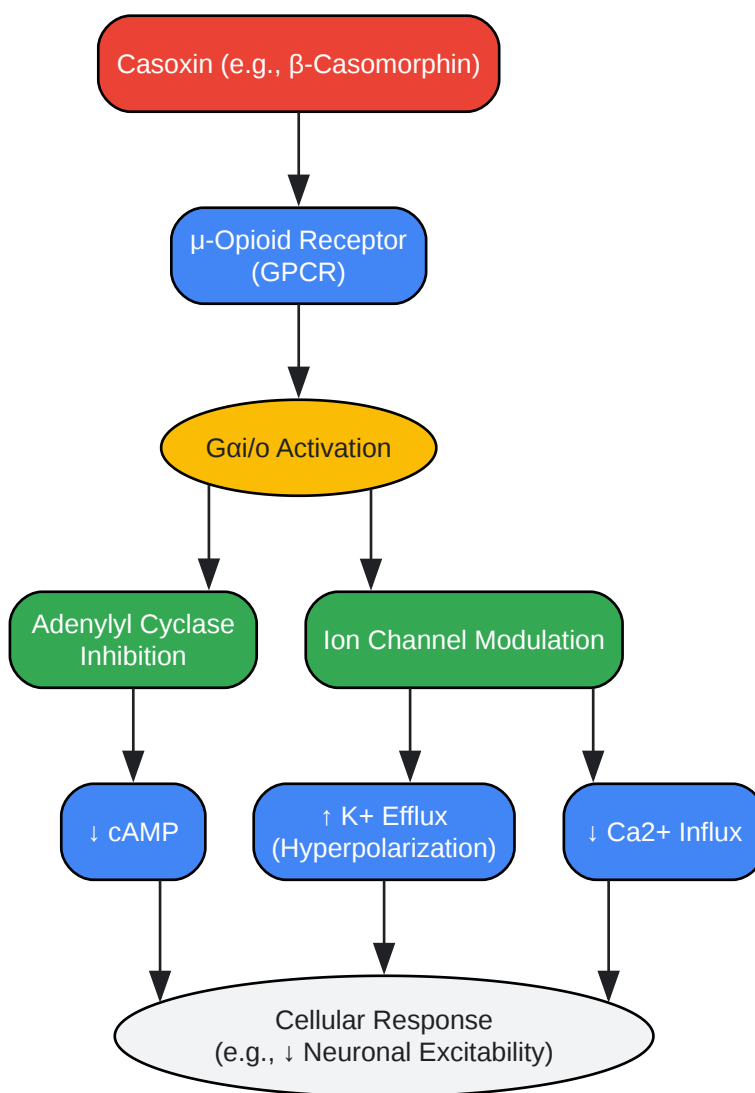 Casoxin (e.g., β-Casomorphin)
μ-Opioid Receptor
(GPCR)
Gαi/o Activation
Adenylyl Cyclase
Inhibition
Ion Channel Modulation
↓ cAMP
↑ K+ Efflux
(Hyperpolarization)
↓ Ca2+ Influx
Cellular Response
(e.g., ↓ Neuronal Excitability)